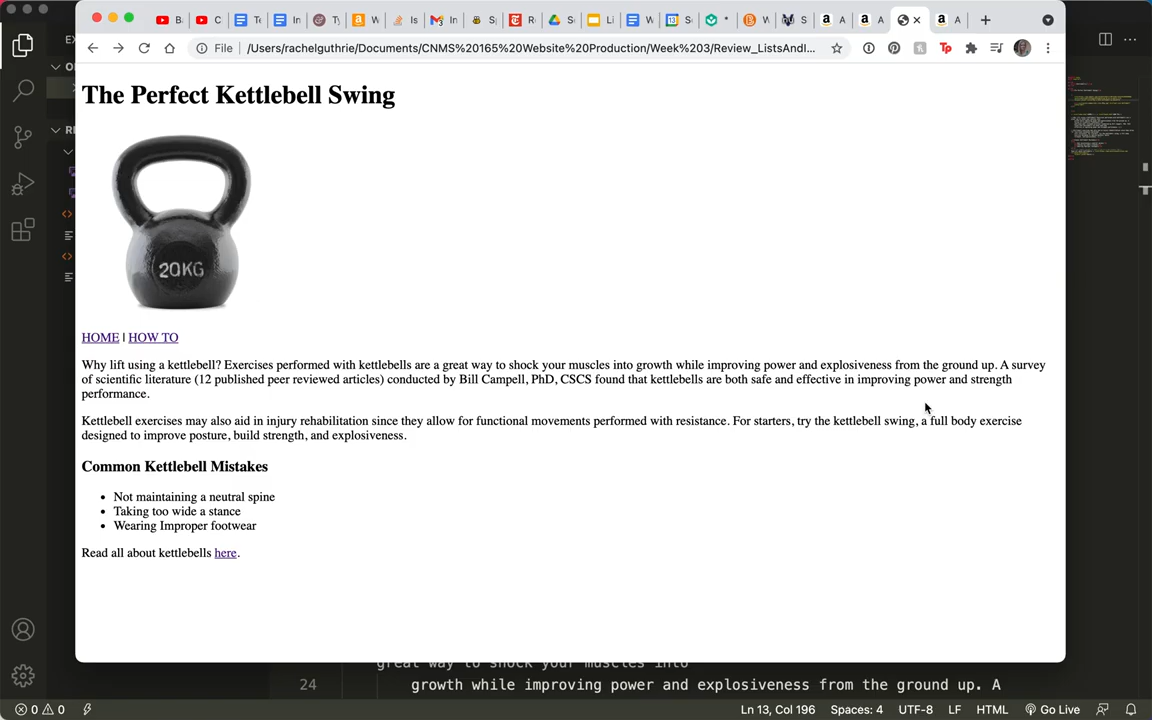 File | /Users/rachelguthrie/Documents/CNMS%20165%20Website%20Production/Week%203/Review_ListsAndI...
The Perfect Kettlebell Swing
20KG
HOME | HOW TO
Why lift using a kettlebell? Exercises performed with kettlebells are a great way to shock your muscles into growth while improving power and explosiveness from the ground up. A survey
of scientific literature (12 published peer reviewed articles) conducted by Bill Campell, PhD, CSCS found that kettlebells are both safe and effective in improving power and strength
performance.
Kettlebell exercises may also aid in injury rehabilitation since they allow for functional movements performed with resistance. For starters, try the kettlebell swing, a full body exercise
designed to improve posture, build strength, and explosiveness.
Common Kettlebell Mistakes
• Not maintaining a neutral spine
• Taking too wide a stance
• Wearing Improper footwear
Read all about kettlebells here.
great way to shock your muscles into
24 growth while improving power and explosiveness from the ground up. A
0 0 Ln 13, Col 196 Spaces: 4 UTF-8 LF HTML Go Live